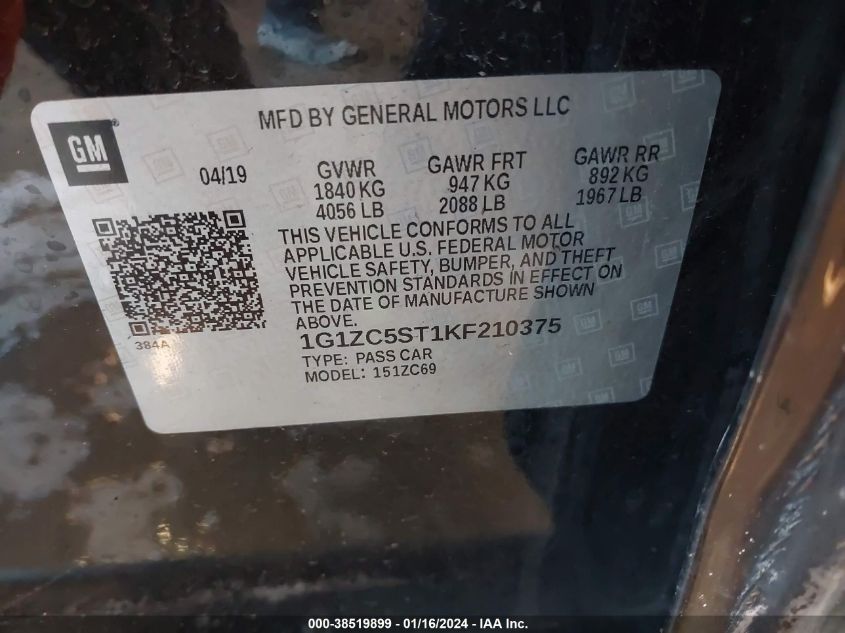 MFD BY GENERAL MOTORS LLC
GM
04/19
GVWR
1840 KG
4056 LB
GAWR FRT
947 KG
2088 LB
GAWR RR
892 KG
1967 LB
THIS VEHICLE CONFORMS TO ALL
APPLICABLE U.S. FEDERAL MOTOR
VEHICLE SAFETY, BUMPER, AND THEFT
PREVENTION STANDARDS IN EFFECT ON
THE DATE OF MANUFACTURE SHOWN
ABOVE.
384A
1G1ZC5ST1KF210375
TYPE: PASS CAR
MODEL: 151ZC69
000-38519899 - 01/16/2024 - IAA Inc.